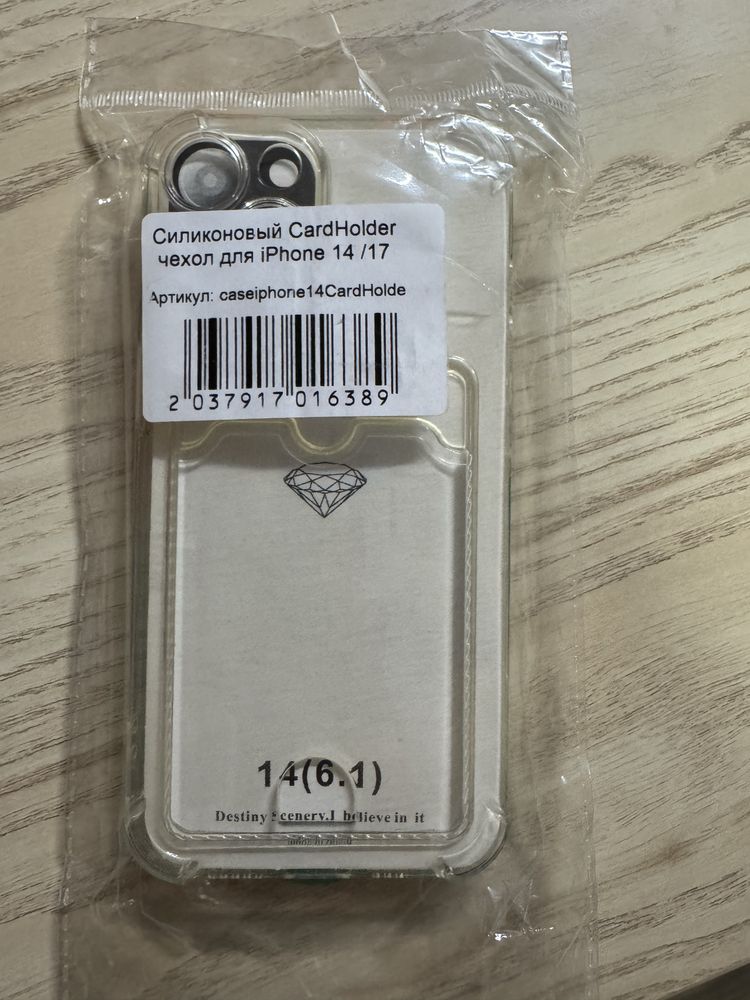 Силиконовый CardHolder
чехол для iPhone 14 /17
Артикул: caseiphone14CardHolde
2 037917 016389
14(6.1)
Destiny Scenery.I believe in it